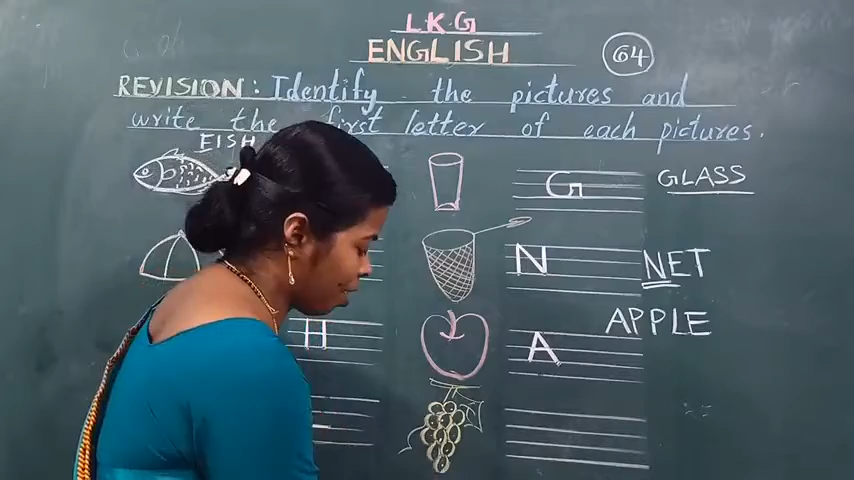 L.K.G
ENGLISH
64
REVISION: Identify the pictures and
write the first letter of each pictures.
FISH
G GLASS
N NET
APPLE
H A